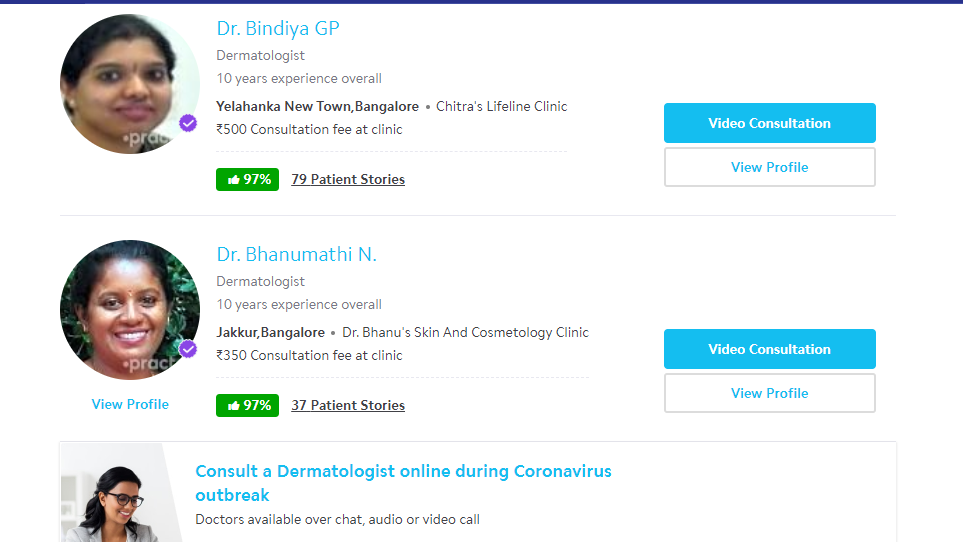 Dr. Bindiya GP
Dermatologist
10 years experience overall
Yelahanka New Town,Bangalore • Chitra's Lifeline Clinic
₹500 Consultation fee at clinic
97% 79 Patient Stories
Video Consultation
View Profile
•pract
Dr. Bhanumathi N.
Dermatologist
10 years experience overall
Jakkur,Bangalore • Dr. Bhanu's Skin And Cosmetology Clinic
₹350 Consultation fee at clinic
97% 37 Patient Stories
Video Consultation
View Profile
•pract
View Profile
Consult a Dermatologist online during Coronavirus
outbreak
Doctors available over chat, audio or video call